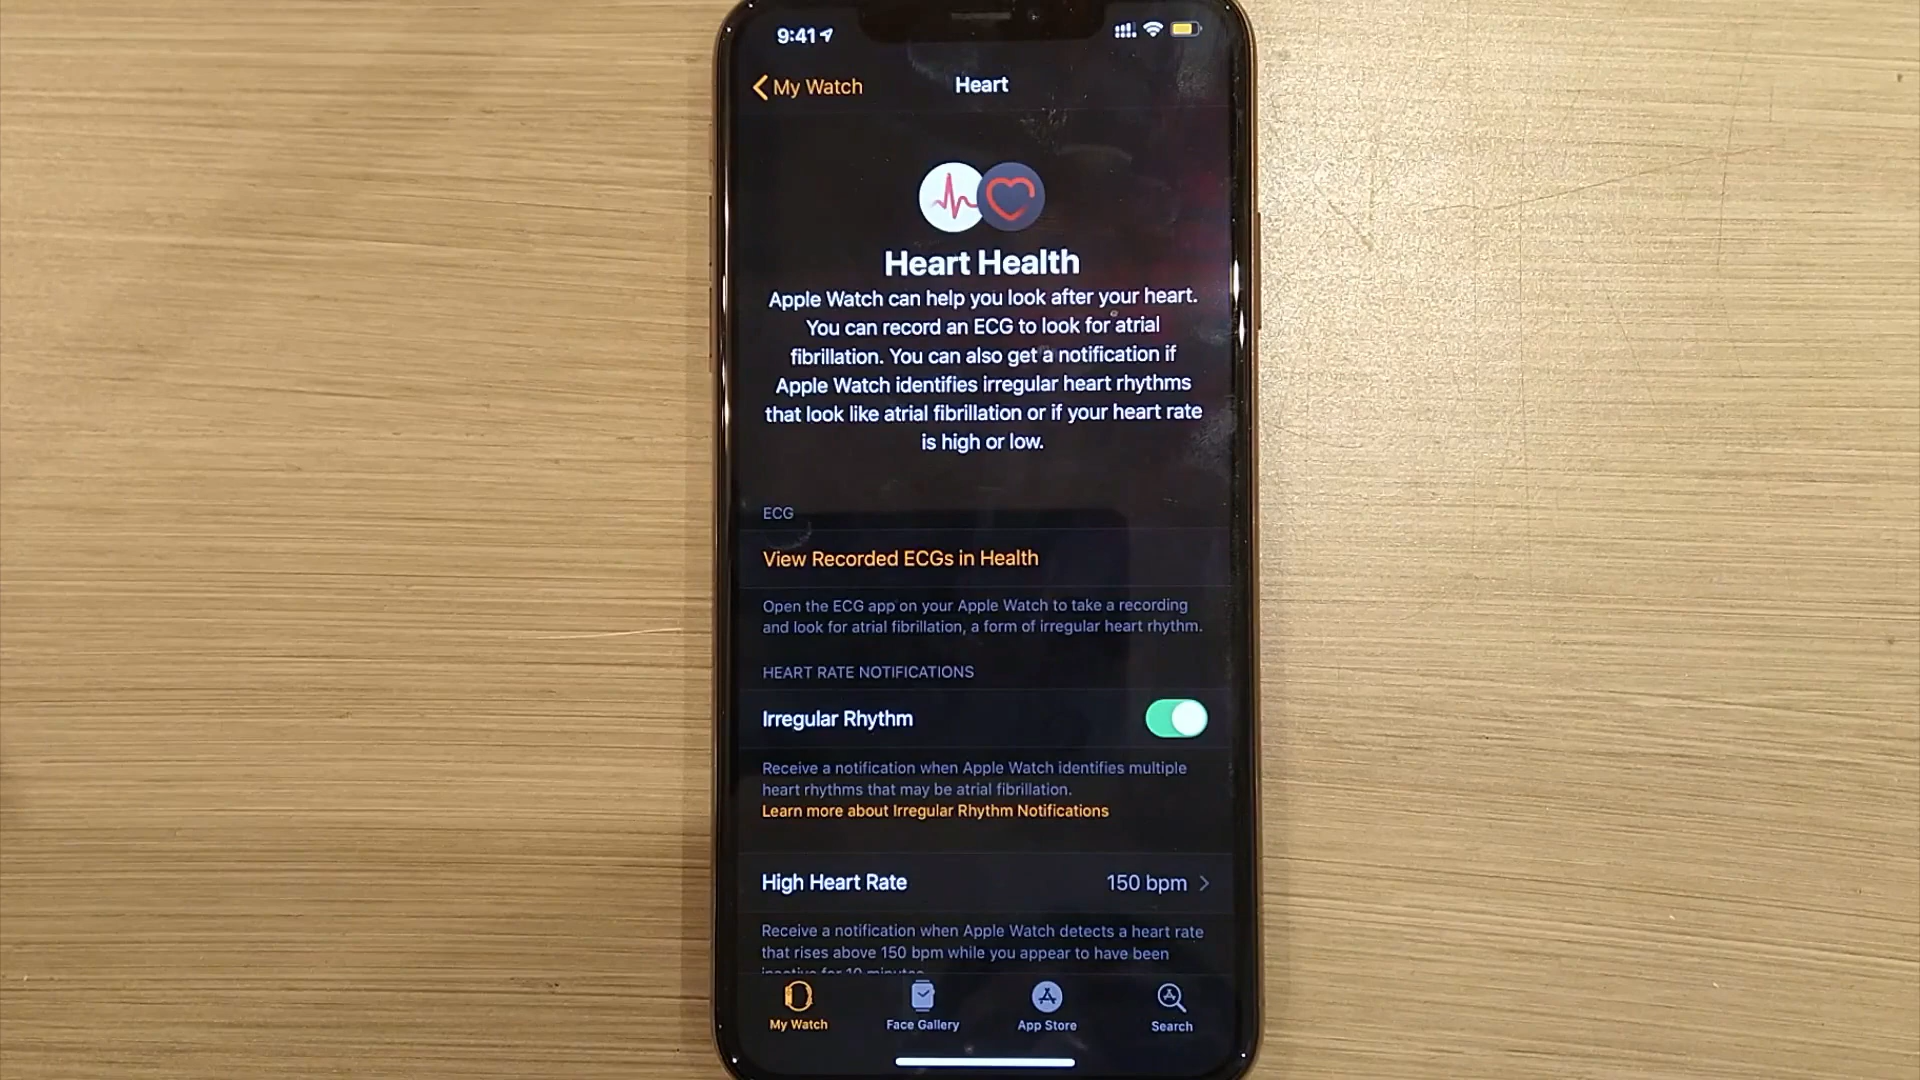 9:41
My Watch
Heart
Heart Health
Apple Watch can help you look after your heart.
You can record an ECG to look for atrial
fibrillation. You can also get a notification if
Apple Watch identifies irregular heart rhythms
that look like atrial fibrillation or if your heart rate
is high or low.
ECG
View Recorded ECGs in Health
Open the ECG app on your Apple Watch to take a recording
and look for atrial fibrillation, a form of irregular heart rhythm.
HEART RATE NOTIFICATIONS
Irregular Rhythm
Receive a notification when Apple Watch identifies multiple
heart rhythms that may be atrial fibrillation.
Learn more about Irregular Rhythm Notifications
High Heart Rate 150 bpm
Receive a notification when Apple Watch detects a heart rate
that rises above 150 bpm while you appear to have been
inactive for 10 minutes.
My Watch Face Gallery App Store Search